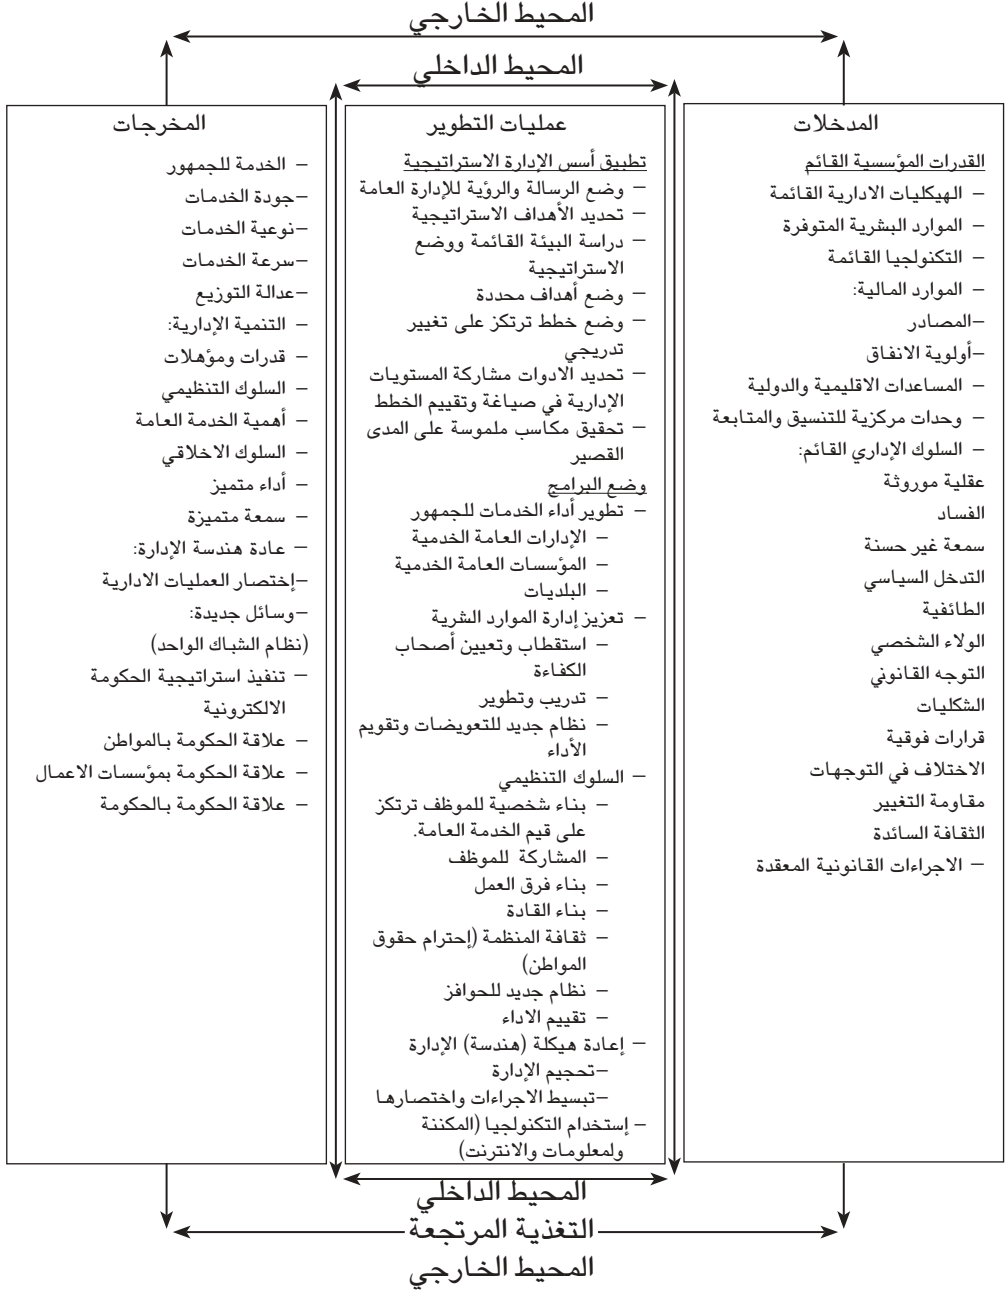 المحيط الخارجي
المحيط الداخلي
المدخلات
القدرات المؤسسية القائم
– الهيكليات الادارية القائمة
– الموارد البشرية المتوفرة
– التكنولجيا القائمة
– الموارد المالية:
–المصادر
–أولوية الانفاق
– المساعدات الاقليمية والدولية
– وحدات مركزية للتنسيق والمتابعة
– السلوك الإداري القائم:
عقلية موروثة
الفساد
سمعة غير حسنة
التدخل السياسي
الطائفية
الولاء الشخصي
التوجه القانوني
الشكليات
قرارات فوقية
الاختلاف في التوجهات
مقاومة التغيير
الثقافة السائدة
– الاجراءات القانونية المعقدة
عمليات التطوير
تطبيق أسس الإدارة الاستراتيجية
– وضع الرسالة والرؤية للإدارة العامة
– تحديد الأهداف الاستراتيجية
– دراسة البيئة القائمة ووضع
الاستراتيجية
– وضع أهداف محددة
– وضع خطط ترتكز على تغيير
تدريجي
– تحديد الادوات مشاركة المستويات
الإدارية في صياغة وتقييم الخطط
– تحقيق مكاسب ملموسة على المدى
القصير
وضع البرامج
– تطوير أداء الخدمات للجمهور
– الإدارات العامة الخدمية
– المؤسسات العامة الخدمية
– البلديات
– تعزيز إدارة الموارد الشرية
– استقطاب وتعيين أصحاب
الكفاءة
– تدريب وتطوير
– نظام جديد للتعويضات وتقويم
الأداء
– السلوك التنظيمي
– بناء شخصية للموظف ترتكز
على قيم الخدمة العامة.
– المشاركة للموظف
– بناء فرق العمل
– بناء القادة
– ثقافة المنظمة (إحترام حقوق
المواطن)
– نظام جديد للحوافز
– تقييم الاداء
– إعادة هيكلة (هندسة) الإدارة
–تحجيم الإدارة
–تبسيط الاجراءات واختصارها
– إستخدام التكنولجيا (المكننة
ولمعلومات والانترنت)
المخرجات
– الخدمة للجمهور
–جودة الخدمات
–نوعية الخدمات
–سرعة الخدمات
–عدالة التوزيع
– التنمية الإدارية:
– قدرات ومؤهلات
– السلوك التنظيمي
– أهمية الخدمة العامة
– السلوك الاخلاقي
– أداء متميز
– سمعة متميزة
– عادة هندسة الإدارة:
–إختصار العمليات الادارية
–وسائل جديدة:
(نظام الشباك الواحد)
– تنفيذ استراتيجية الحكومة
الالكترونية
– علاقة الحكومة بالمواطن
– علاقة الحكومة بمؤسسات الاعمال
– علاقة الحكومة بالحكومة
المحيط الداخلي
التغذية المرتجعة
المحيط الخارجي